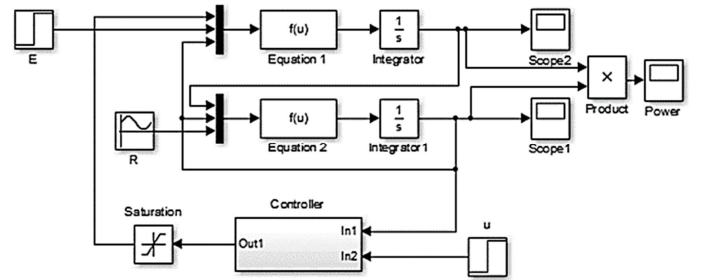 E
f(u)
Equation 1
1
s
Integrator
Scope2
×
Product
Power
R
f(u)
Equation 2
1
s
Integrator1
Scope1
Saturation
Controller
Out1
In1
In2
u